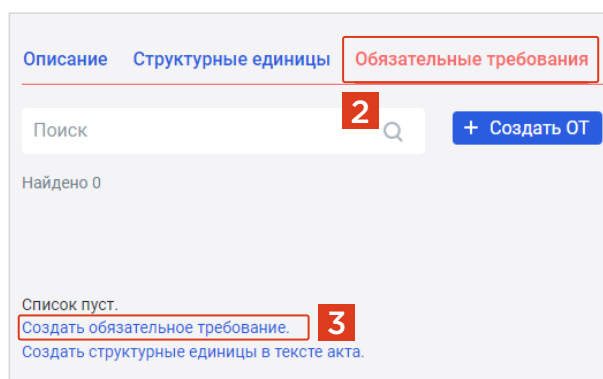 Описание Структурные единицы Обязательные требования
2
Поиск + Создать ОТ
Найдено 0
Список пуст.
Создать обязательное требование. 3
Создать структурные единицы в тексте акта.